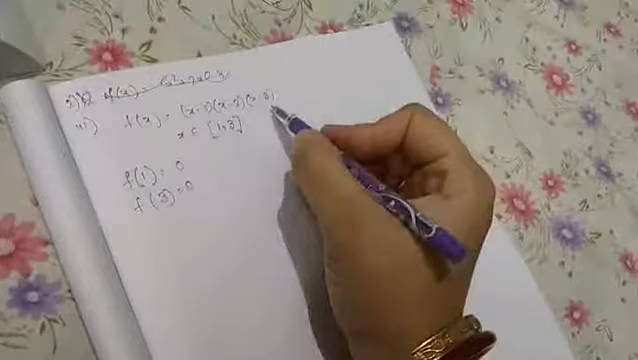 f(x) = (x-1)(x-2)(x-3)
x ∈ [1,3]
f(1) = 0
f(3) = 0